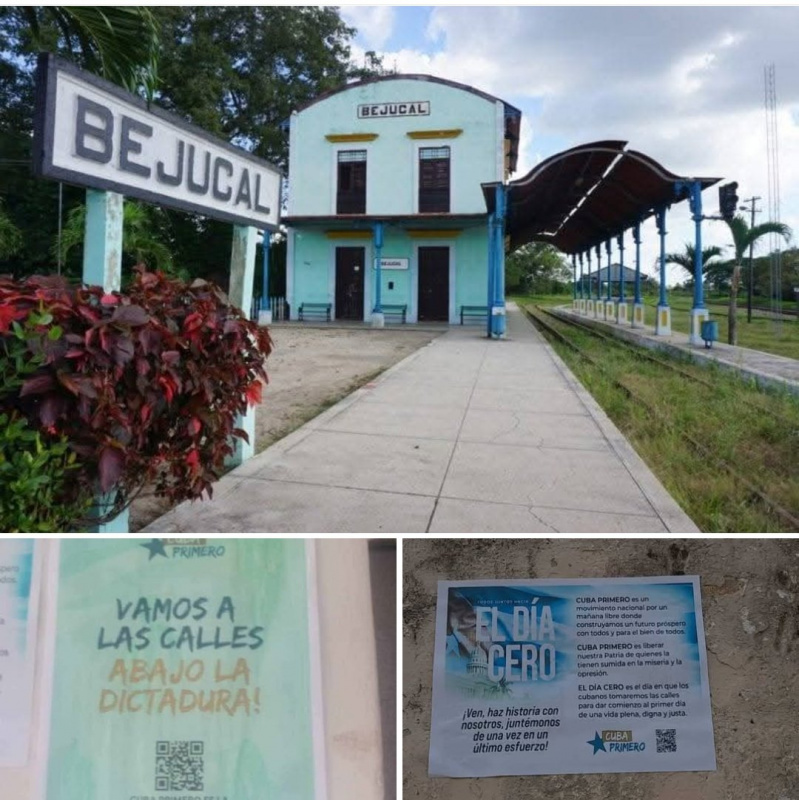 BEJUCAL
BEJUCAL
BEJUCAL
CUBA
PRIMERO
VAMOS A
LAS CALLES
ABAJO LA
DICTADURA!
EL DÍA
CERO
¡Ven, haz historia con
nosotros, juntémonos
de una vez en un
último esfuerzo!
CUBA PRIMERO es un
movimiento nacional por un
mañana libre donde
construyamos un futuro próspero
con todos y para el bien de todos.
CUBA PRIMERO es liberar
nuestra Patria de quienes la
tienen sumida en la miseria y la
opresión.
EL DÍA CERO es el día en que los
cubanos tomaremos las calles
para dar comienzo al primer día
de una vida plena, digna y justa.
CUBA
PRIMERO